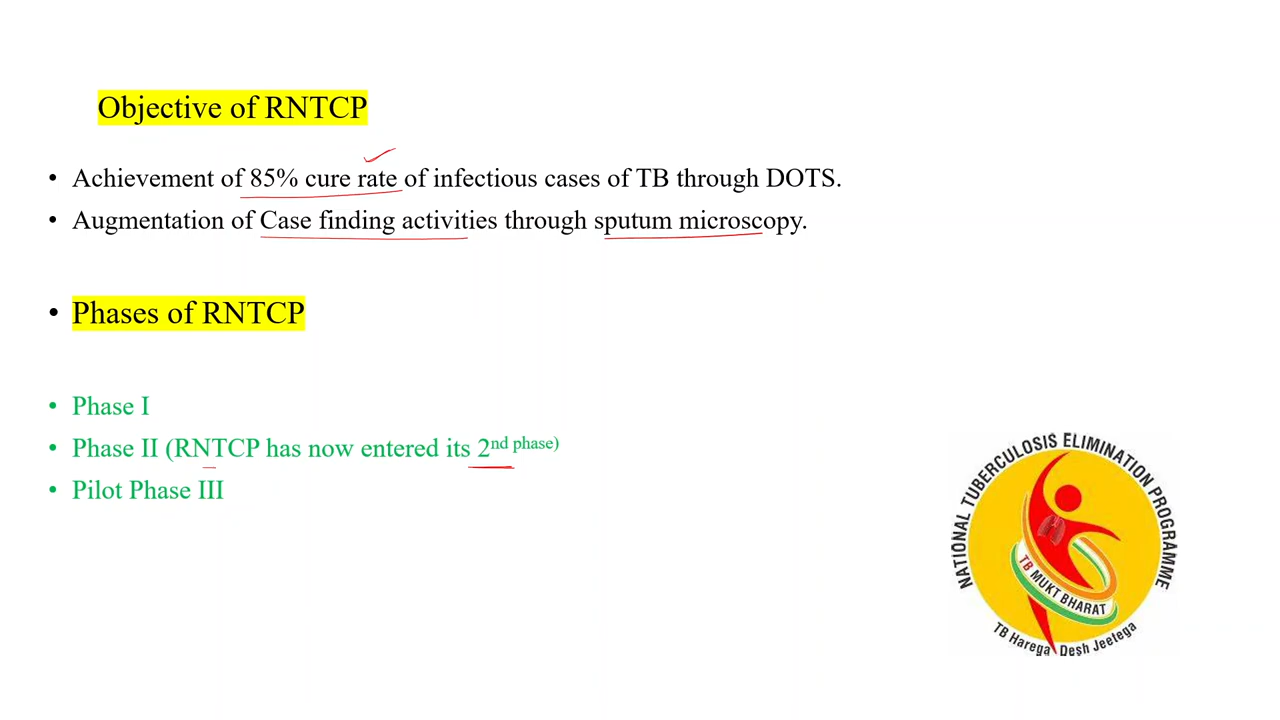 Objective of RNTCP
• Achievement of 85% cure rate of infectious cases of TB through DOTS.
• Augmentation of Case finding activities through sputum microscopy.
• Phases of RNTCP
• Phase I
• Phase II (RNTCP has now entered its 2nd phase)
• Pilot Phase III
NATIONAL TUBERCULOSIS ELIMINATION PROGRAMME
TB MUKT BHARAT
TB Harega Desh Jeetega